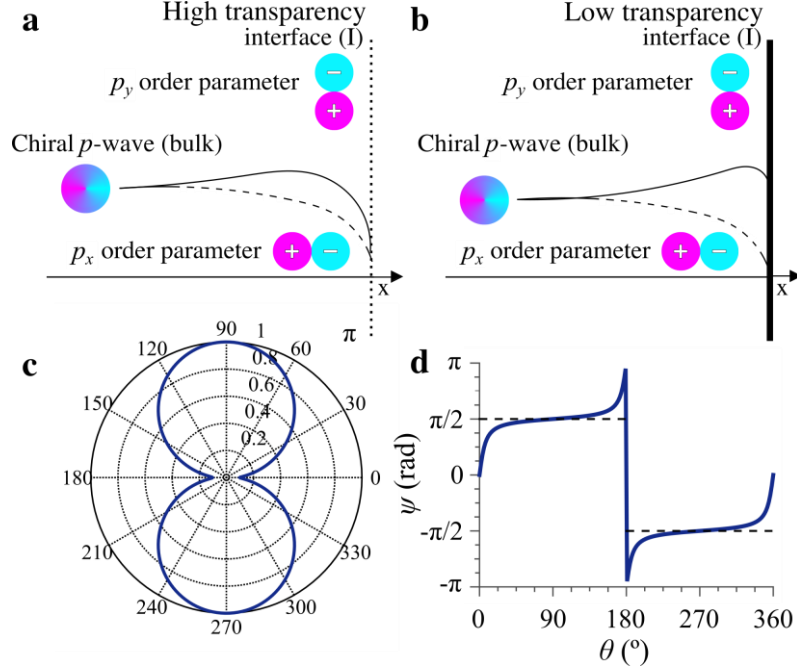 a
High transparency
interface (I)
p_y order parameter
−
+
Chiral p-wave (bulk)
p_x order parameter
+ −
x
b
Low transparency
interface (I)
p_y order parameter
−
+
Chiral p-wave (bulk)
p_x order parameter
+ −
x
c
π
90
1
120
60
0.8
0.6
150
30
0.4
0.2
180
0
210
330
240
300
270
d
π
π/2
0
-π/2
-π
ψ (rad)
0 90 180 270 360
θ (º)